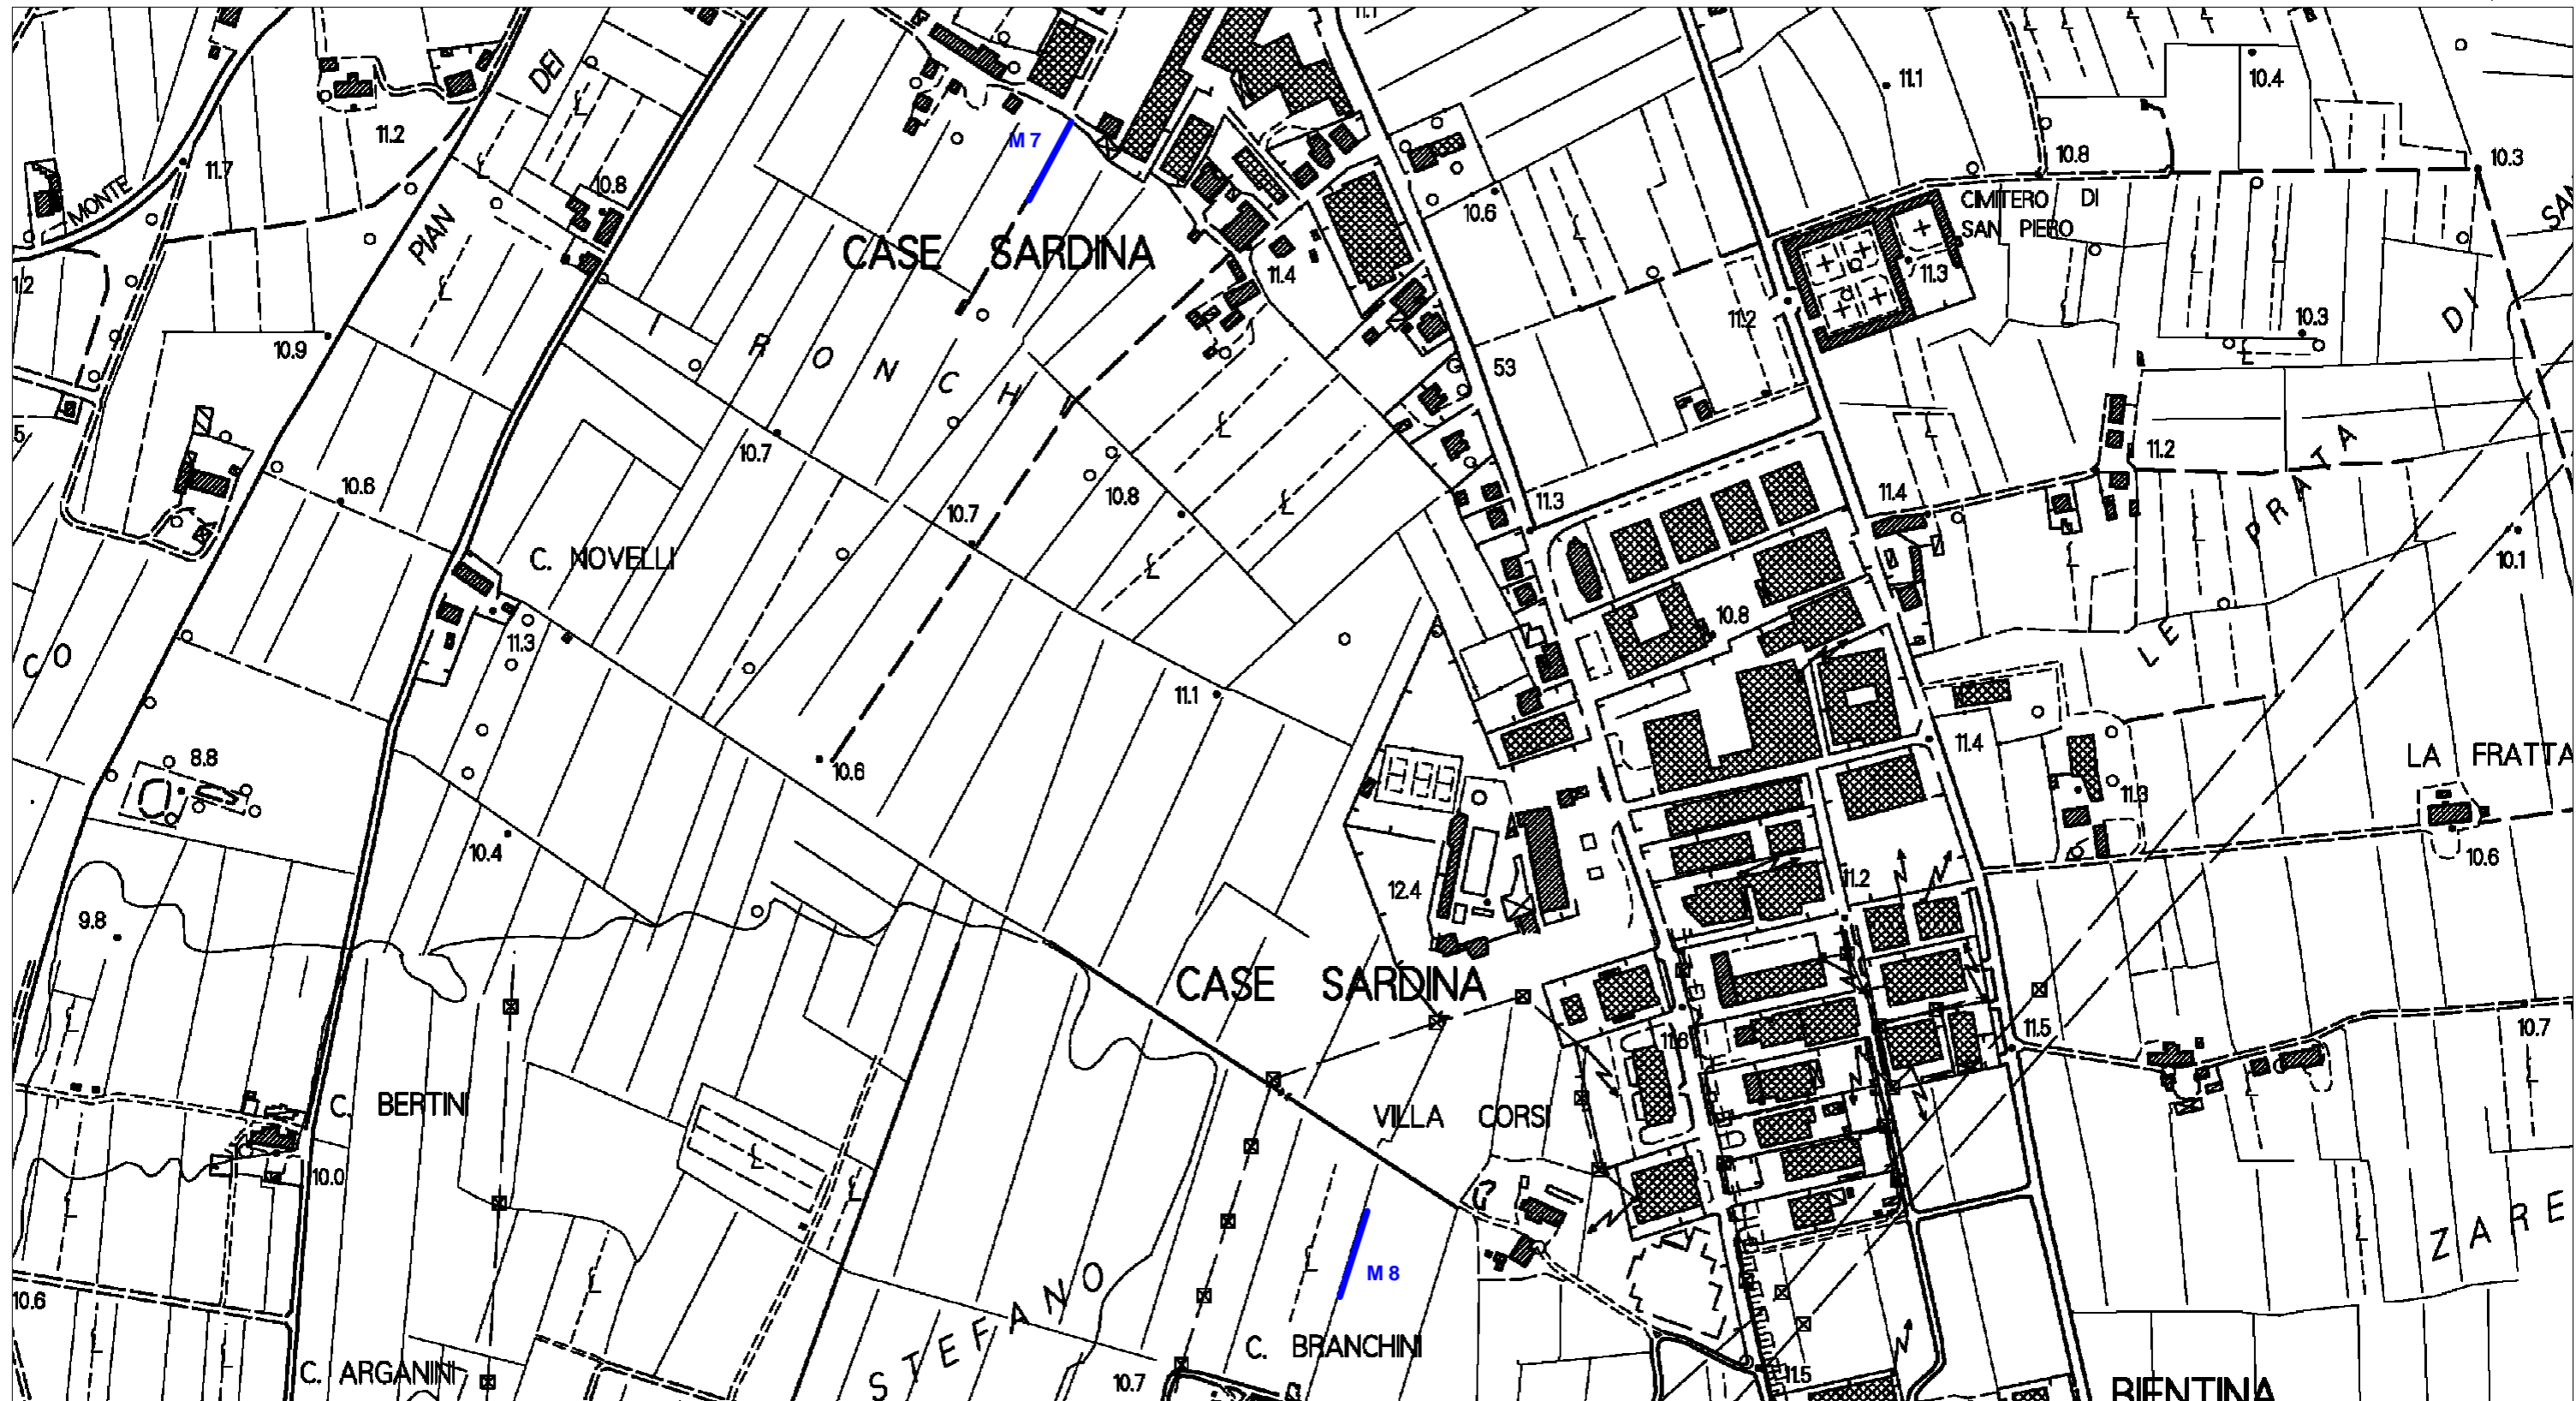 11.1
DEI
10.4
11.1
11.2
M 7
10.8
11.7
10.3
10.8
MONTE
CIMITERO DI
10.6
SAN PIERO
PIAN
CASE SARDINA
11.4
11.3
DI
11.2
10.3
10.9
R O N C H
53
10.7
11.2
LE PRATA
10.6
10.8
11.3
11.4
10.7
C. NOVELLI
10.1
10.8
11.3
CO
11.1
8.8
10.6
11.4
LA FRATTA
11.3
10.4
10.6
12.4
11.2
9.8
CASE SARDINA
11.5
10.7
11.6
C. BERTINI
VILLA CORSI
10.0
ZARE
M 8
STEFANO
10.6
C. BRANCHINI
C. ARGANINI
10.7
11.5
BIENTINA